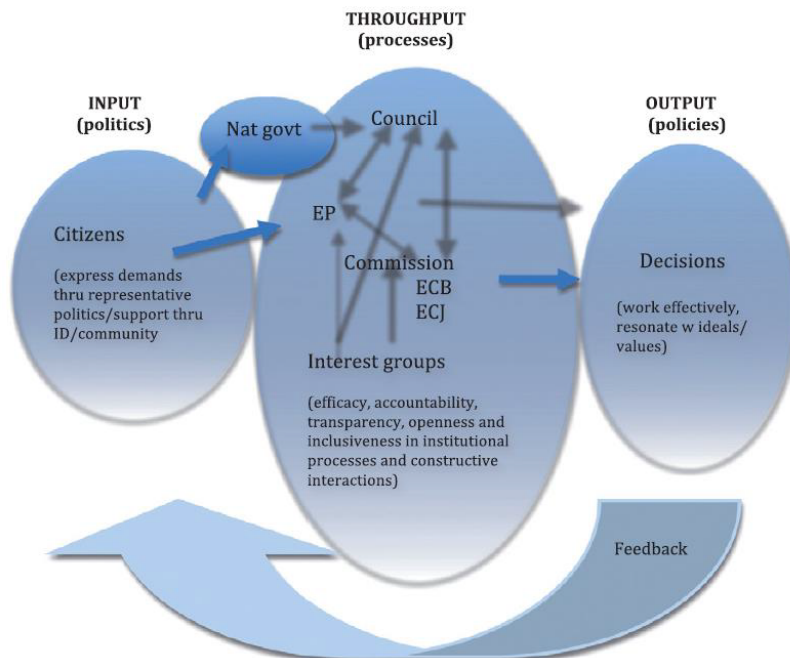 THROUGHPUT
(processes)
INPUT
(politics)
OUTPUT
(policies)
Nat govt
Council
EP
Citizens
(express demands
thru representative
politics/support thru
ID/community
Commission
ECB
ECJ
Decisions
(work effectively,
resonate w ideals/
values)
Interest groups
(efficacy, accountability,
transparency, openness and
inclusiveness in institutional
processes and constructive
interactions)
Feedback